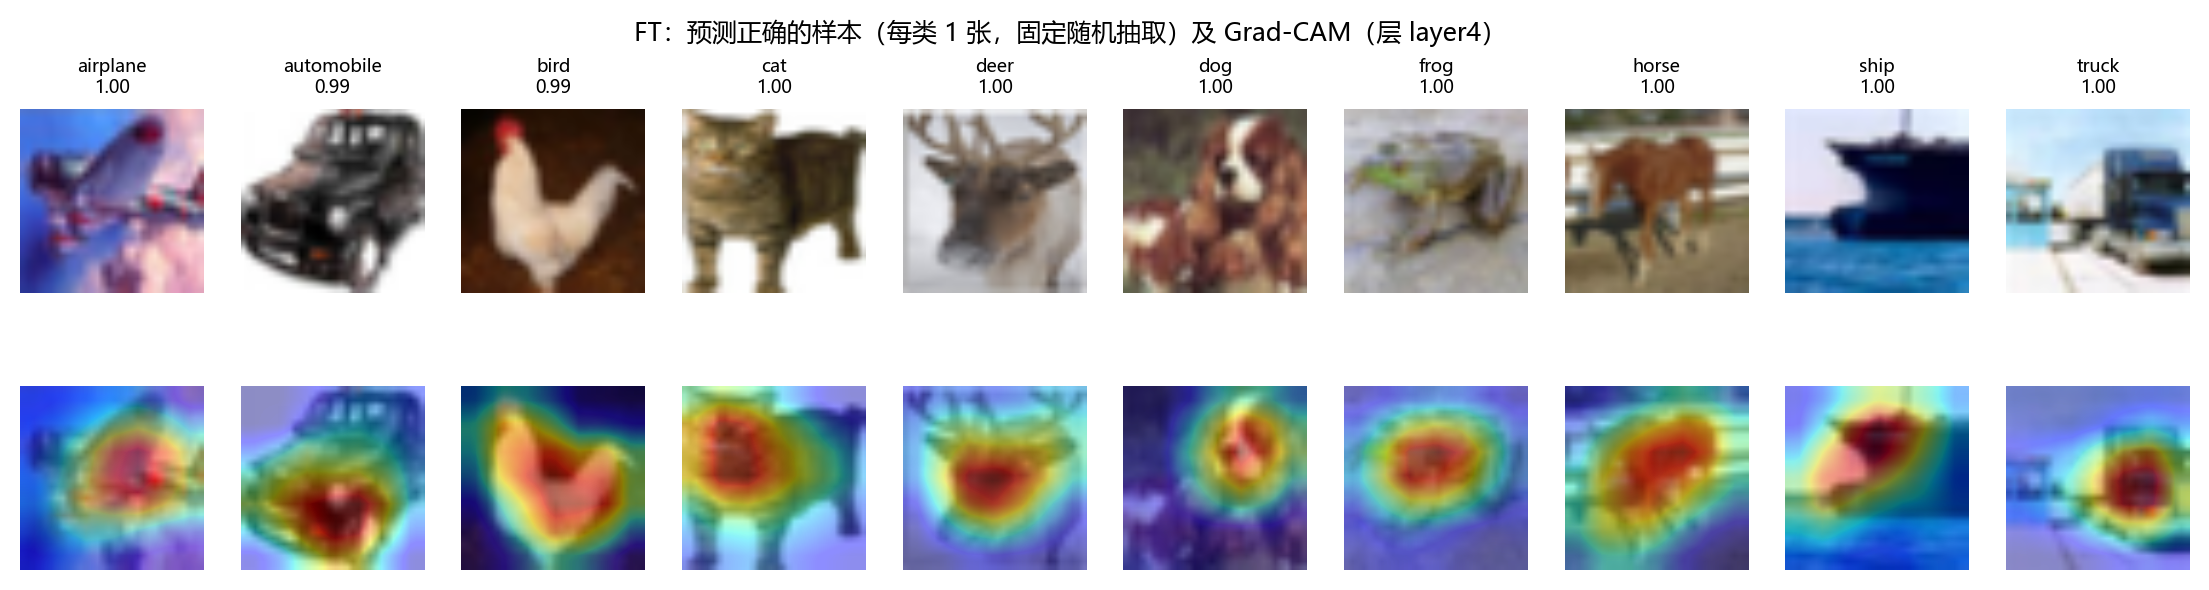 FT：预测正确的样本（每类 1 张，固定随机抽取）及 Grad-CAM（层 layer4）
airplane
1.00
automobile
0.99
bird
0.99
cat
1.00
deer
1.00
dog
1.00
frog
1.00
horse
1.00
ship
1.00
truck
1.00